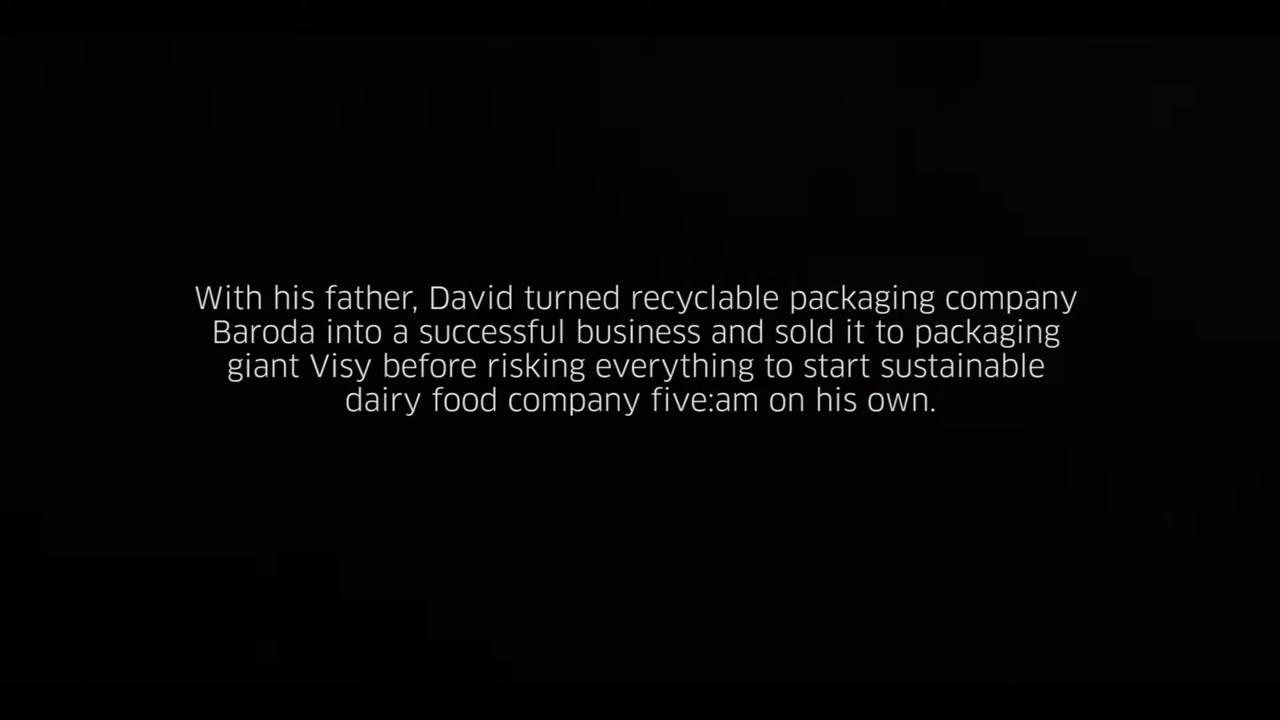 With his father, David turned recyclable packaging company
Baroda into a successful business and sold it to packaging
giant Visy before risking everything to start sustainable
dairy food company five:am on his own.